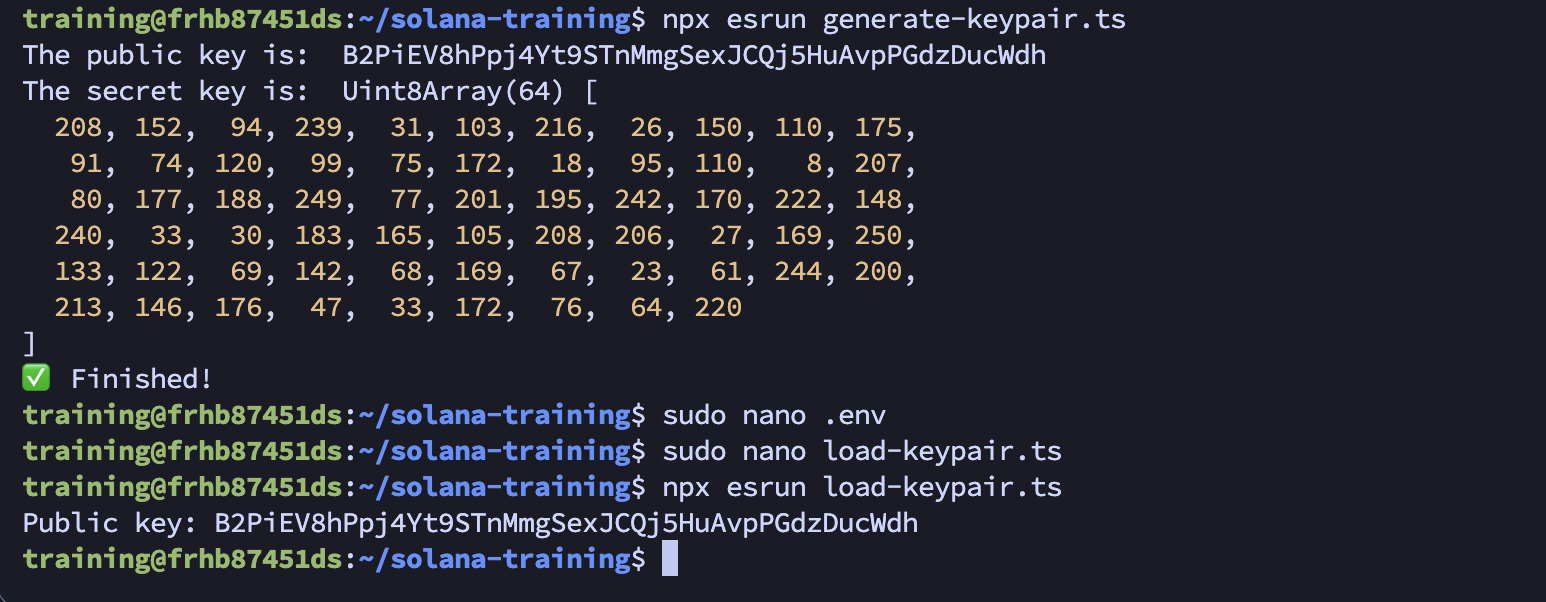 training@frhb87451ds:~/solana-training$ npx esrun generate-keypair.ts
The public key is:  B2PiEV8hPpj4Yt9STnMmgSexJCQj5HuAvpPGdzDucWdh
The secret key is:  Uint8Array(64) [
  208, 152,  94, 239,  31, 103, 216,  26, 150, 110, 175,
   91,  74, 120,  99,  75, 172,  18,  95, 110,   8, 207,
   80, 177, 188, 249,  77, 201, 195, 242, 170, 222, 148,
  240,  33,  30, 183, 165, 105, 208, 206,  27, 169, 250,
  133, 122,  69, 142,  68, 169,  67,  23,  61, 244, 200,
  213, 146, 176,  47,  33, 172,  76,  64, 220
]
✅ Finished!
training@frhb87451ds:~/solana-training$ sudo nano .env
training@frhb87451ds:~/solana-training$ sudo nano load-keypair.ts
training@frhb87451ds:~/solana-training$ npx esrun load-keypair.ts
Public key: B2PiEV8hPpj4Yt9STnMmgSexJCQj5HuAvpPGdzDucWdh
training@frhb87451ds:~/solana-training$